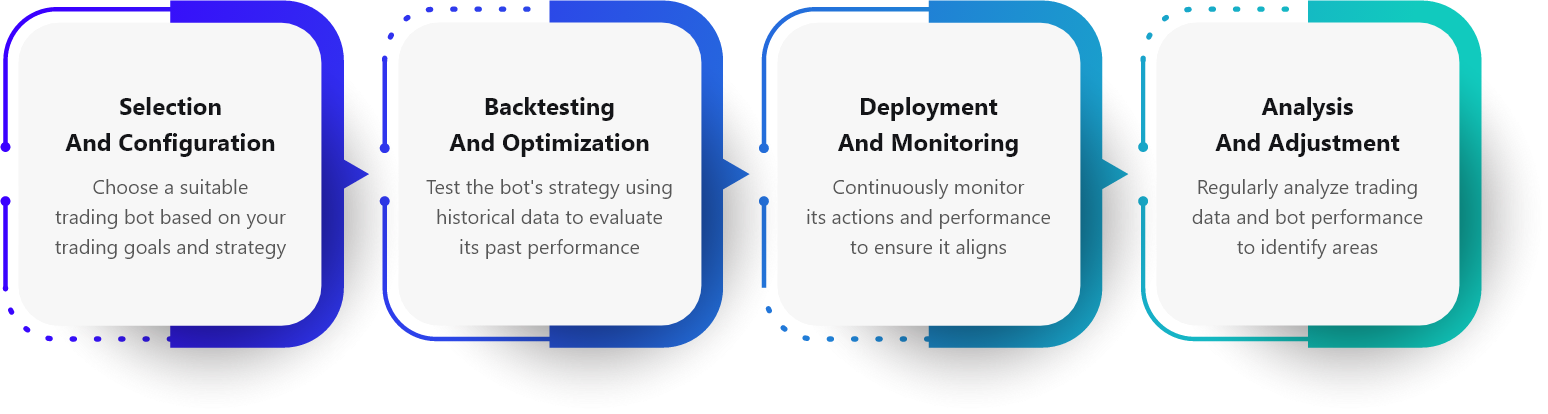 Selection
And Configuration
Choose a suitable
trading bot based on your
trading goals and strategy
Backtesting
And Optimization
Test the bot's strategy using
historical data to evaluate
its past performance
Deployment
And Monitoring
Continuously monitor
its actions and performance
to ensure it aligns
Analysis
And Adjustment
Regularly analyze trading
data and bot performance
to identify areas